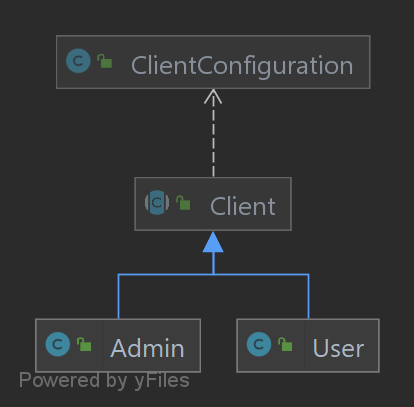 C ClientConfiguration
C Client
C Admin
C User
Powered by yFiles